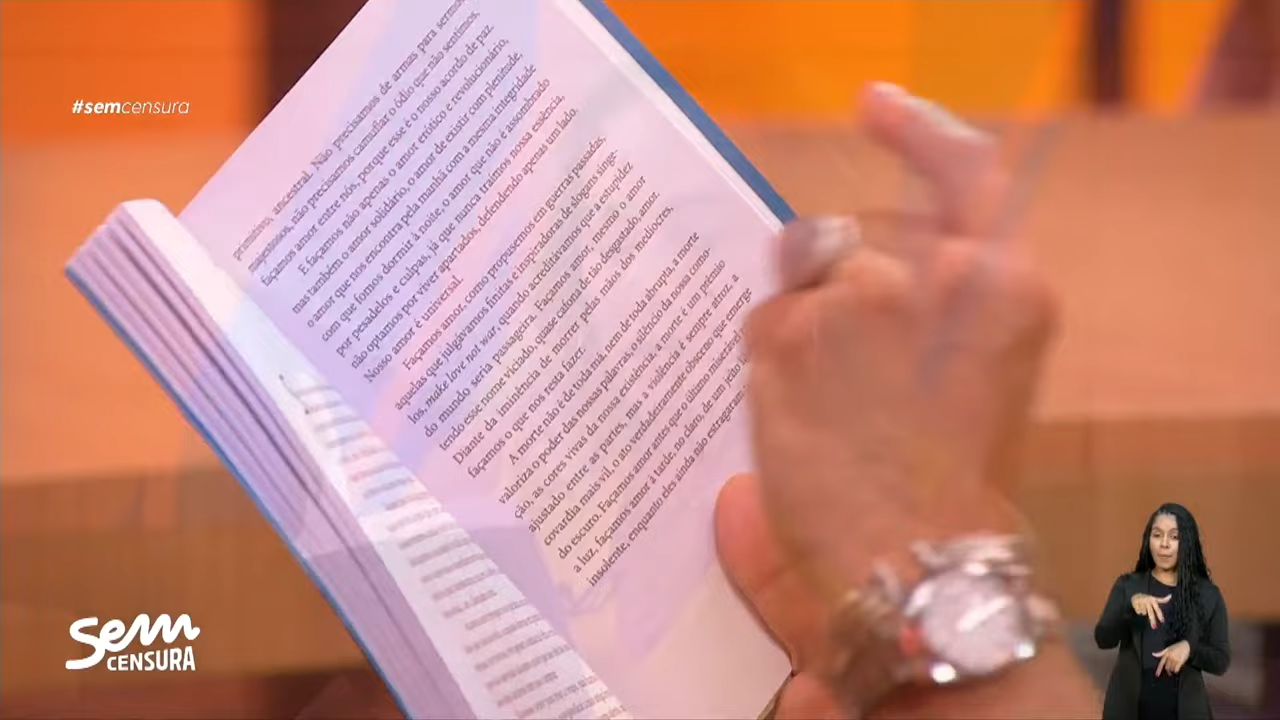 #semcensura
primitivo, ancestral. Não precisamos de armas para sermos
não precisamos camuflar o ódio que não sentimos,
façamos amor entre nós, porque esse é o nosso acordo de paz.
E façamos não apenas o amor erótico e revolucionário,
mas também o amor solidário, o amor de existir com plenitude,
o amor que nos encontra pela manhã com a mesma integridade
com que fomos dormir à noite, o amor que não é assombrado
por pesadelos e culpas, já que nunca traímos nossa essência,
não optamos por viver apartados, defendendo apenas um lado.
Nosso amor é universal.
Façamos amor, como propusemos em guerras passadas,
aquelas que julgávamos finitas e inspiradoras de slogans singe-
los, make love not war, quando acreditávamos que a estupidez
do mundo seria passageira. Façamos amor, mesmo o amor
tendo esse nome viciado, quase cafona de tão desgastado, amor.
Diante da iminência de morrer pelas mãos dos medíocres,
façamos o que nos resta fazer.
A morte não é de toda má, nem de toda abrupta, a morte
valoriza o poder das nossas palavras, o silêncio da nossa como-
ção, as cores vivas da nossa existência, a morte é um prêmio
ajustado entre as partes, mas a violência é sempre atroz, a
covardia mais vil, o ato verdadeiramente obsceno que emerge
do escuro. Façamos amor antes que o último miserável
a luz, façamos amor à tarde, no claro, de um jeito
insolente, enquanto eles ainda não estragaram
Sem
CENSURA